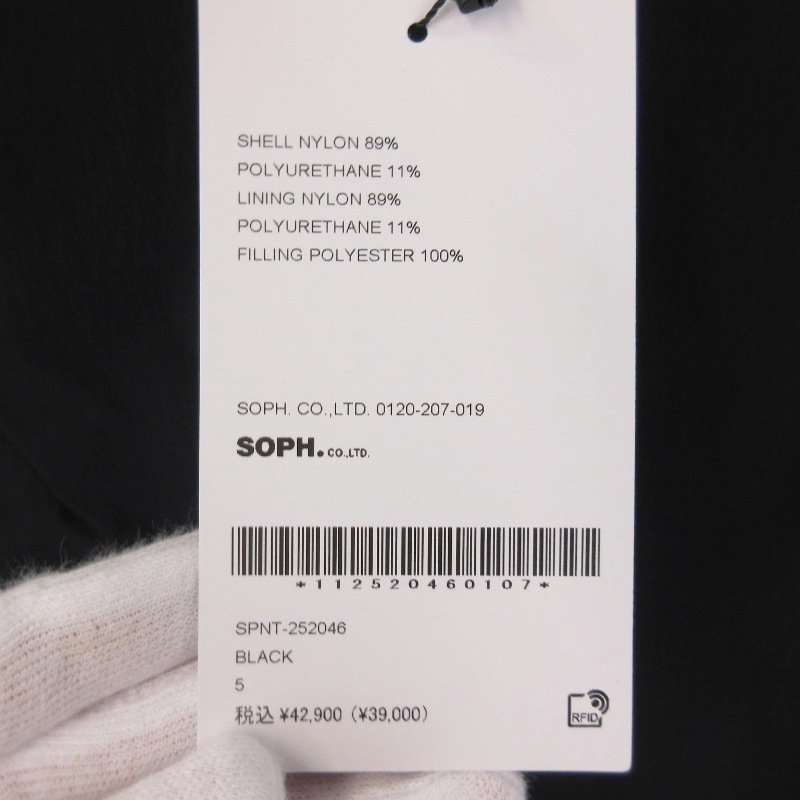 SHELL NYLON 89%
POLYURETHANE 11%
LINING NYLON 89%
POLYURETHANE 11%
FILLING POLYESTER 100%
SOPH. CO.,LTD. 0120-207-019
SOPH. CO.,LTD.
*112520460107*
SPNT-252046
BLACK
5
税込 ¥42,900 (¥39,000)
RFID